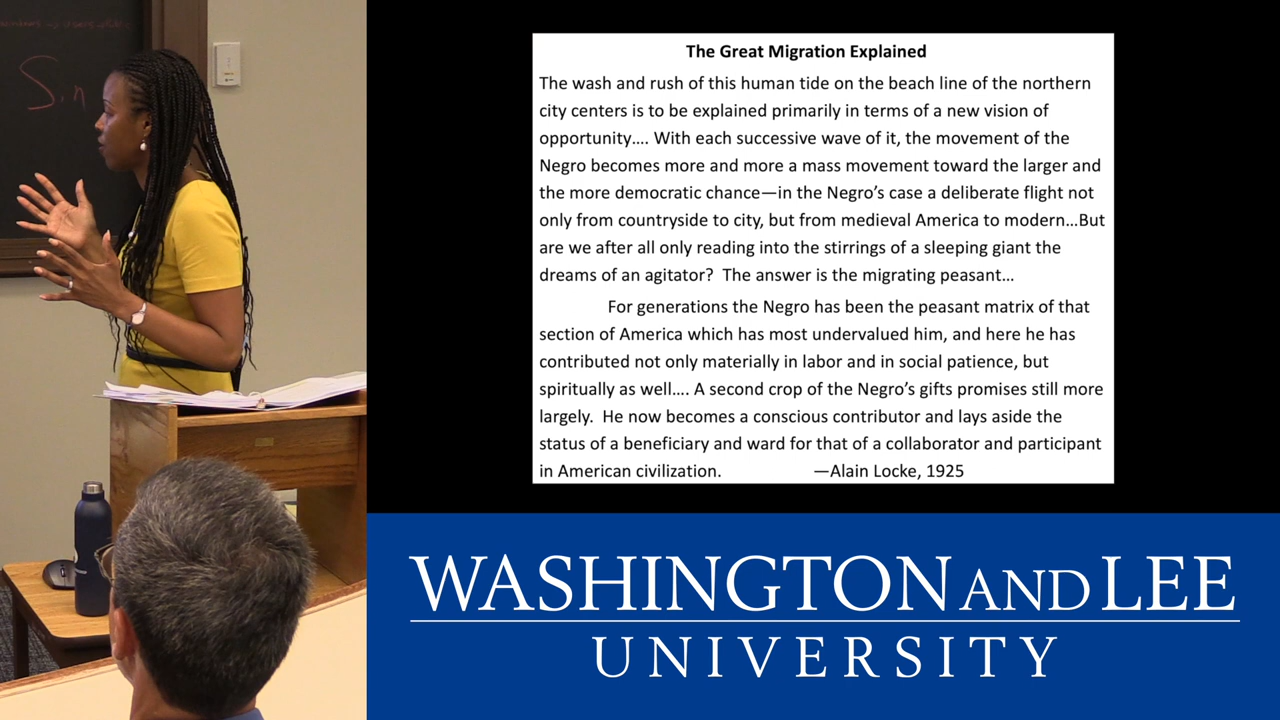 S.n
The Great Migration Explained
The wash and rush of this human tide on the beach line of the northern
city centers is to be explained primarily in terms of a new vision of
opportunity…. With each successive wave of it, the movement of the
Negro becomes more and more a mass movement toward the larger and
the more democratic chance—in the Negro’s case a deliberate flight not
only from countryside to city, but from medieval America to modern…But
are we after all only reading into the stirrings of a sleeping giant the
dreams of an agitator?  The answer is the migrating peasant…
For generations the Negro has been the peasant matrix of that
section of America which has most undervalued him, and here he has
contributed not only materially in labor and in social patience, but
spiritually as well…. A second crop of the Negro’s gifts promises still more
largely.  He now becomes a conscious contributor and lays aside the
status of a beneficiary and ward for that of a collaborator and participant
in American civilization. —Alain Locke, 1925
WASHINGTON AND LEE
UNIVERSITY